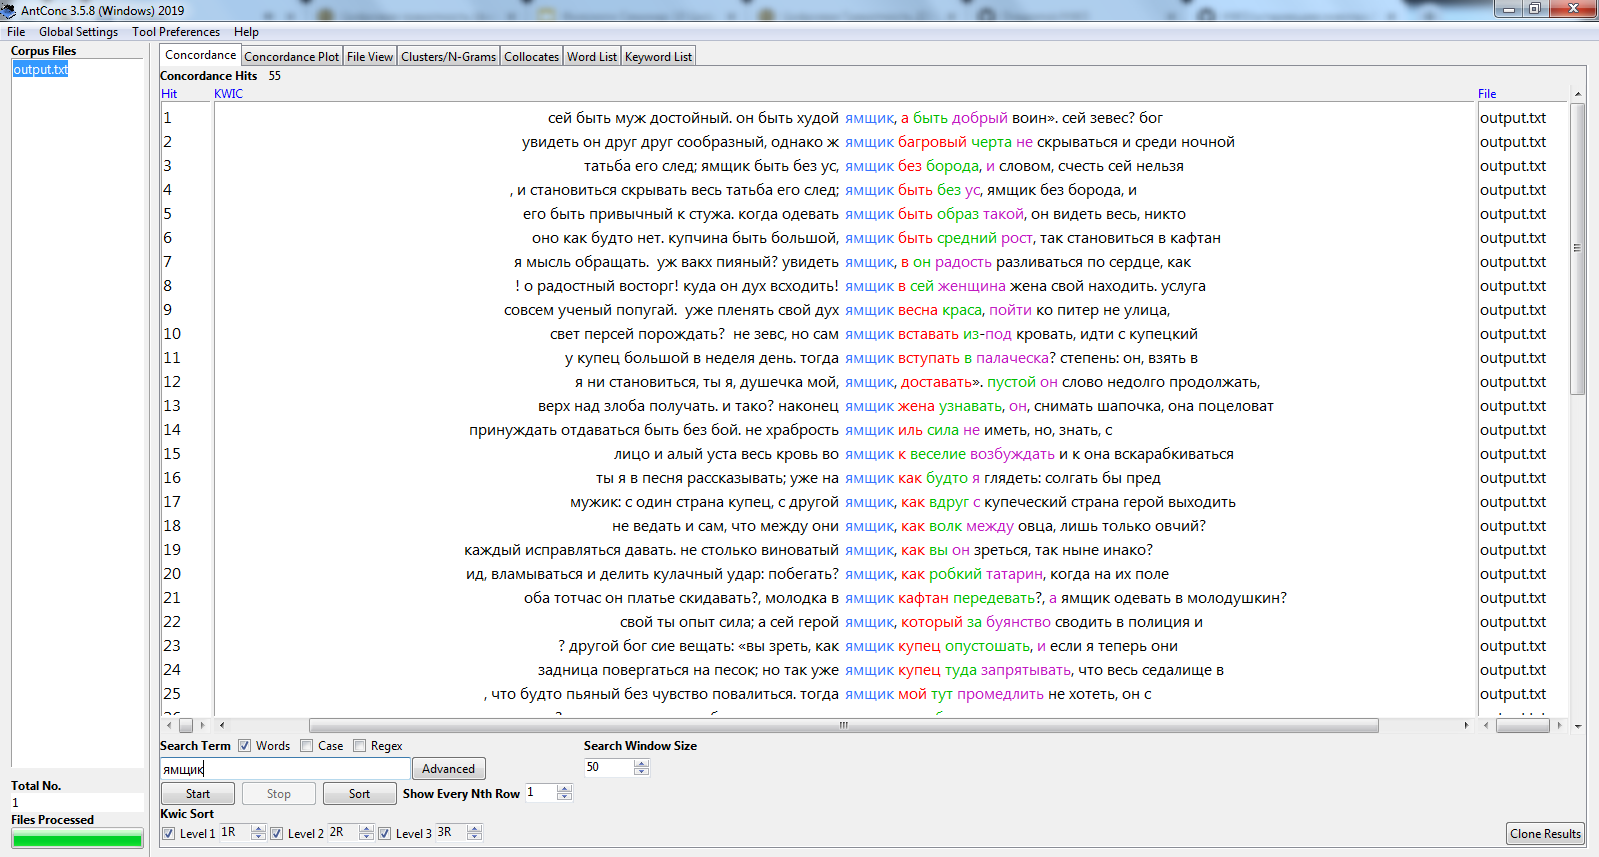 AntConc 3.5.8 (Windows) 2019
File Global Settings Tool Preferences Help
Corpus Files
output.txt
Concordance Concordance Plot File View Clusters/N-Grams Collocates Word List Keyword List
Concordance Hits 55
Hit KWIC File
1 сей быть муж достойный. он быть худой ямщик, а быть добрый воин». сей зевес? бог output.txt
2 увидеть он друг друг сообразный, однако ж ямщик багровый черта не скрываться и среди ночной output.txt
3 татьба его след; ямщик быть без ус, ямщик без борода, и словом, счесть сей нельзя output.txt
4 , и становиться скрывать весь татьба его след; ямщик быть без ус, ямщик без борода, и output.txt
5 его быть привычный к стужа. когда одевать ямщик быть образ такой, он видеть весь, никто output.txt
6 оно как будто нет. купчина быть большой, ямщик быть средний рост, так становиться в кафтан output.txt
7 я мысль обращать. уж вакх пияный? увидеть ямщик, в он радость разливаться по сердце, как output.txt
8 ! о радостный восторг! куда он дух всходить! ямщик в сей женщина жена свой находить. услуга output.txt
9 совсем ученый попугай. уже пленять свой дух ямщик весна краса, пойти ко питер не улица, output.txt
10 свет персей порождать? не зевс, но сам ямщик вставать из-под кровать, идти с купецкий output.txt
11 у купец большой в неделя день. тогда ямщик вступать в палаческа? степень: он, взять в output.txt
12 я ни становиться, ты я, душечка мой, ямщик, доставать». пустой он слово недолго продолжать, output.txt
13 верх над злоба получать. и тако? наконец ямщик жена узнавать, он, снимать шапочка, она поцеловат output.txt
14 принуждать отдаваться быть без бой. не храбрость ямщик иль сила не иметь, но, знать, с output.txt
15 лицо и алый уста весь кровь во ямщик к веселие возбуждать и к она вскарабкиваться output.txt
16 ты я в песня рассказывать; уже на ямщик как будто я глядеть: солгать бы пред output.txt
17 мужик: с один страна купец, с другой ямщик, как вдруг с купеческий страна герой выходить output.txt
18 не ведать и сам, что между они ямщик, как волк между овца, лишь только овчий? output.txt
19 каждый исправляться давать. не столько виноватый ямщик, как вы он зреться, так ныне инако? output.txt
20 ид, вламываться и делить кулачный удар: побегать? ямщик, как робкий татарин, когда на их поле output.txt
21 оба тотчас он платье скидавать?, молодка в ямщик кафтан передевать?, а ямщик одевать в молодушкин? output.txt
22 свой ты опыт сила; а сей герой ямщик, который за буянство сводить в полиция и output.txt
23 ? другой бог сие вещать: «вы зреть, как ямщик купец опустошать, и если я теперь они output.txt
24 задница повергаться на песок; но так уже ямщик купец туда запрятывать, что весь седалище в output.txt
25 , что будто пьяный без чувство повалиться. тогда ямщик мой тут промедлить не хотеть, он с output.txt
Search Term Words Case Regex Search Window Size
ямщик Advanced 50
Start Stop Sort Show Every Nth Row 1
Kwic Sort
Level 1 1R Level 2 2R Level 3 3R
Clone Results
Total No.
1
Files Processed